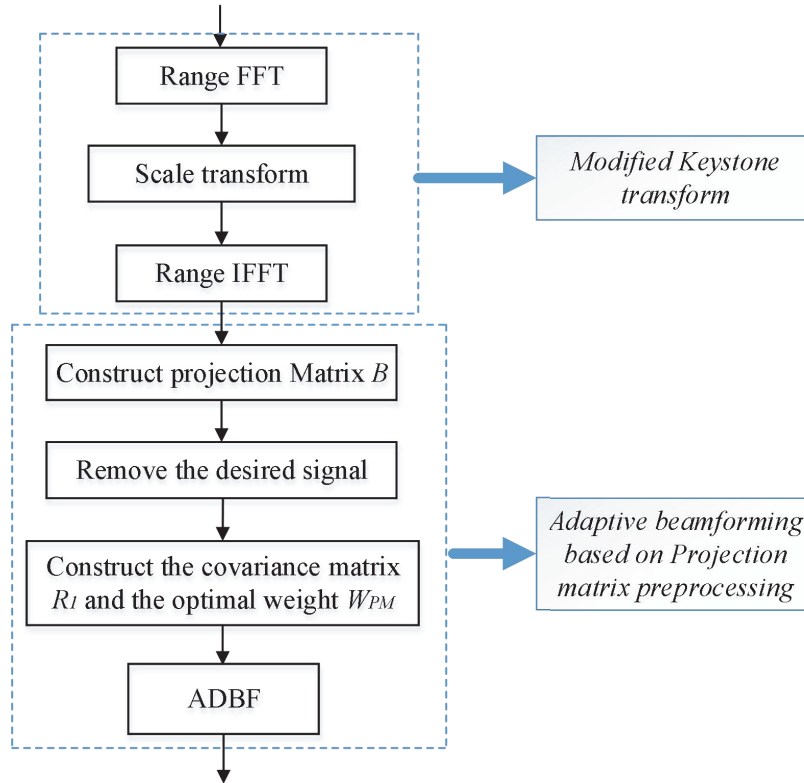 Range FFT
Scale transform
Modified Keystone
transform
Range IFFT
Construct projection Matrix B
Remove the desired signal
Construct the covariance matrix
R1 and the optimal weight WPM
Adaptive beamforming
based on Projection
matrix preprocessing
ADBF